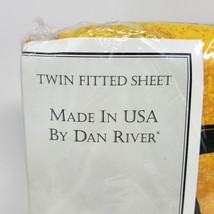 TWIN FITTED SHEET
MADE IN USA
BY DAN RIVER®